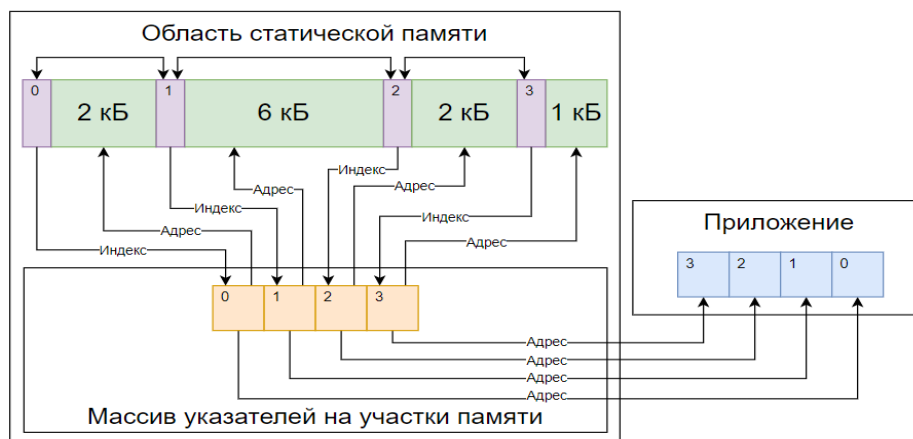 Область статической памяти
0 1 2 3
2 кБ 6 кБ 2 кБ 1 кБ
Индекс
Адрес
Адрес
Индекс
Индекс
Адрес
Адрес
Индекс
Адрес
Приложение
3 2 1 0
0 1 2 3
Адрес
Адрес
Адрес
Адрес
Массив указателей на участки памяти